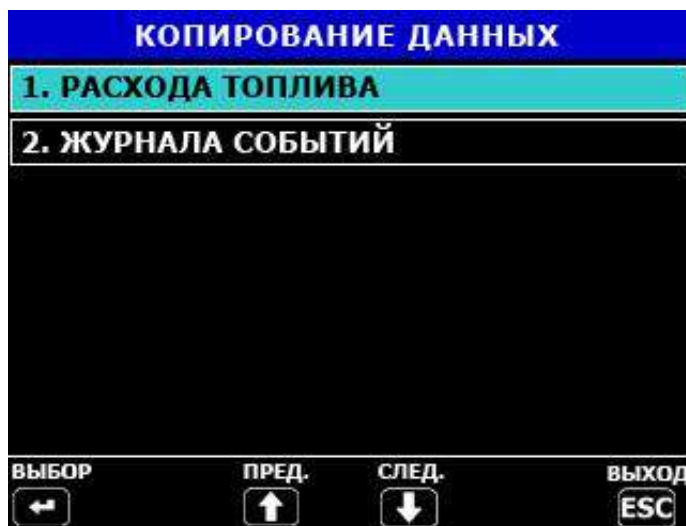 КОПИРОВАНИЕ ДАННЫХ
1. РАСХОДА ТОПЛИВА
2. ЖУРНАЛА СОБЫТИЙ
ВЫБОР ПРЕД. СЛЕД. ВЫХОД
ESC